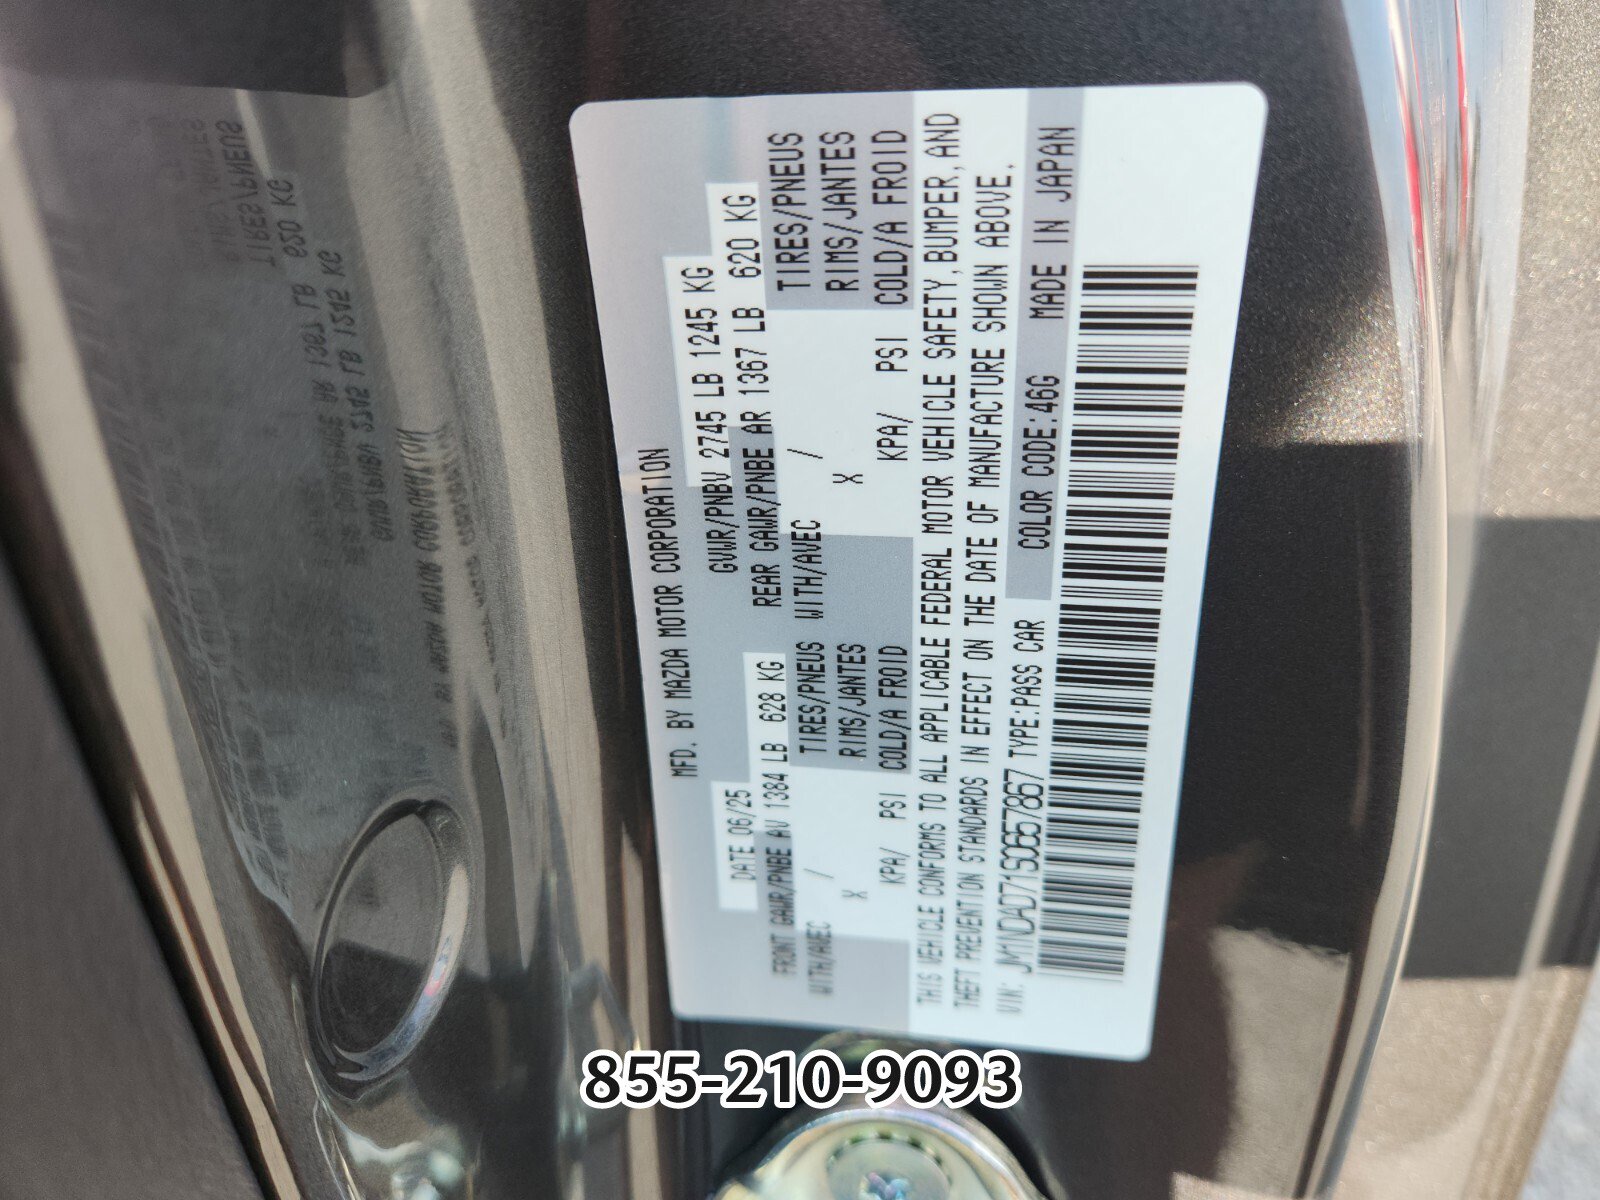 MFD. BY MAZDA MOTOR CORPORATION
DATE 06/25 GVWR/PNBV 2745 LB 1245 KG
FRONT GAWR/PNBE AV 1384 LB 628 KG REAR GAWR/PNBE AR 1367 LB 620 KG
WITH/AVEC / TIRES/PNEUS WITH/AVEC / TIRES/PNEUS
X RIMS/JANTES X RIMS/JANTES
KPA/ PSI COLD/A FROID KPA/ PSI COLD/A FROID
THIS VEHICLE CONFORMS TO ALL APPLICABLE FEDERAL MOTOR VEHICLE SAFETY, BUMPER, AND
THEFT PREVENTION STANDARDS IN EFFECT ON THE DATE OF MANUFACTURE SHOWN ABOVE.
VIN: JM1NDAD71S0657867 TYPE:PASS CAR COLOR CODE:46G MADE IN JAPAN
855-210-9093